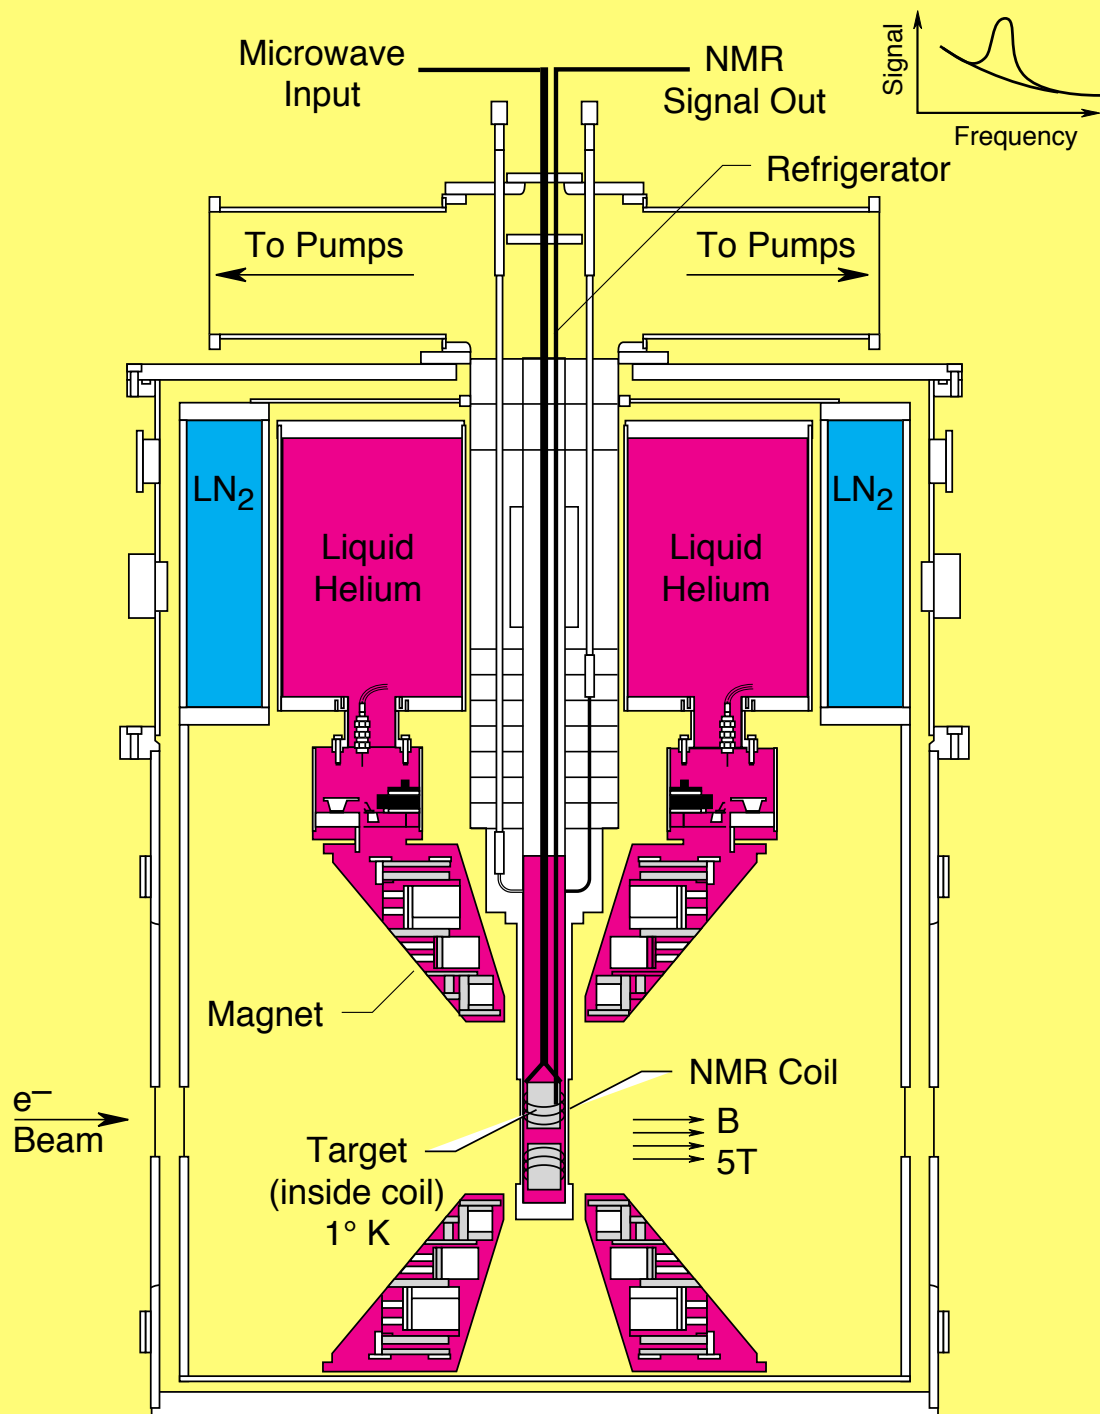 Microwave
Input
NMR
Signal Out
Signal
Frequency
Refrigerator
To Pumps
To Pumps
LN2
Liquid
Helium
Liquid
Helium
LN2
Magnet
NMR Coil
e–
Beam
B
5T
Target
(inside coil)
1° K